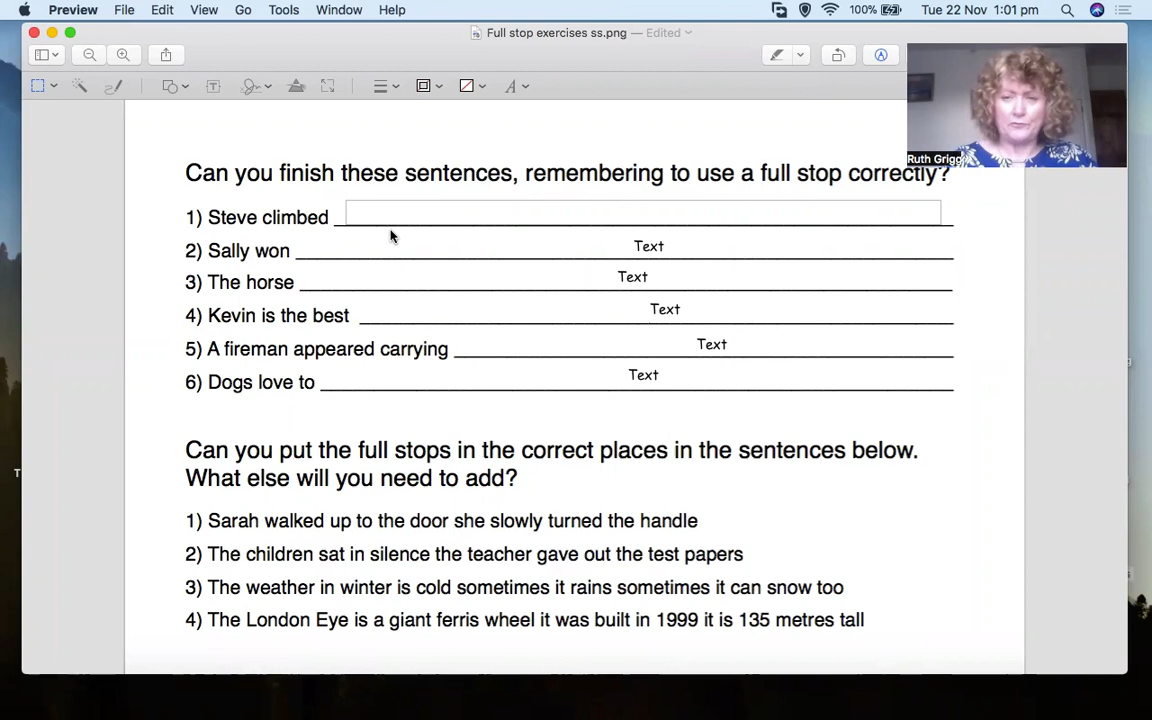 Preview File Edit View Go Tools Window Help 100% Tue 22 Nov 1:01 pm
Full stop exercises ss.png — Edited
Can you finish these sentences, remembering to use a full stop correctly?
Ruth Grigg
1) Steve climbed
2) Sally won Text
3) The horse Text
4) Kevin is the best Text
5) A fireman appeared carrying Text
6) Dogs love to Text
Can you put the full stops in the correct places in the sentences below.
What else will you need to add?
1) Sarah walked up to the door she slowly turned the handle
2) The children sat in silence the teacher gave out the test papers
3) The weather in winter is cold sometimes it rains sometimes it can snow too
4) The London Eye is a giant ferris wheel it was built in 1999 it is 135 metres tall